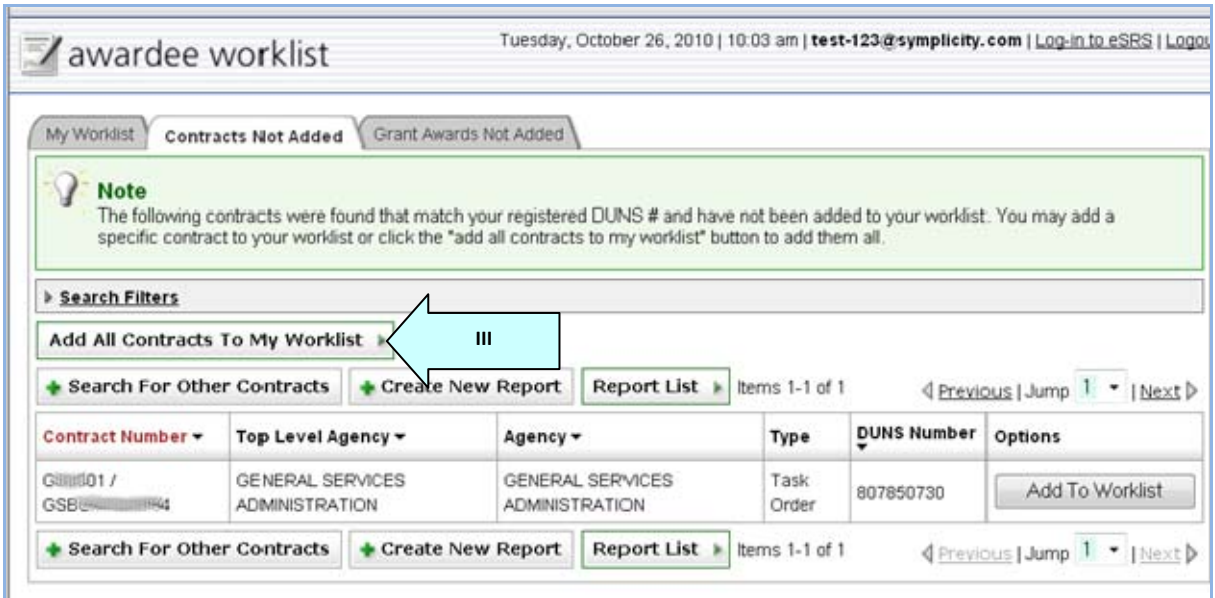 awardee worklist
Tuesday, October 26, 2010 | 10:03 am | test-123@symplicity.com | Log-in to eSRS | Logou
My Worklist Contracts Not Added Grant Awards Not Added
Note
The following contracts were found that match your registered DUNS # and have not been added to your worklist. You may add a
specific contract to your worklist or click the "add all contracts to my worklist" button to add them all.
Search Filters
Add All Contracts To My Worklist III
Search For Other Contracts Create New Report Report List Items 1-1 of 1 Previous | Jump 1 | Next
Contract Number Top Level Agency Agency Type DUNS Number Options
GENERAL SERVICES GENERAL SERVICES Task
ADMINISTRATION ADMINISTRATION Order 807850730 Add To Worklist
Search For Other Contracts Create New Report Report List Items 1-1 of 1 Previous | Jump 1 | Next